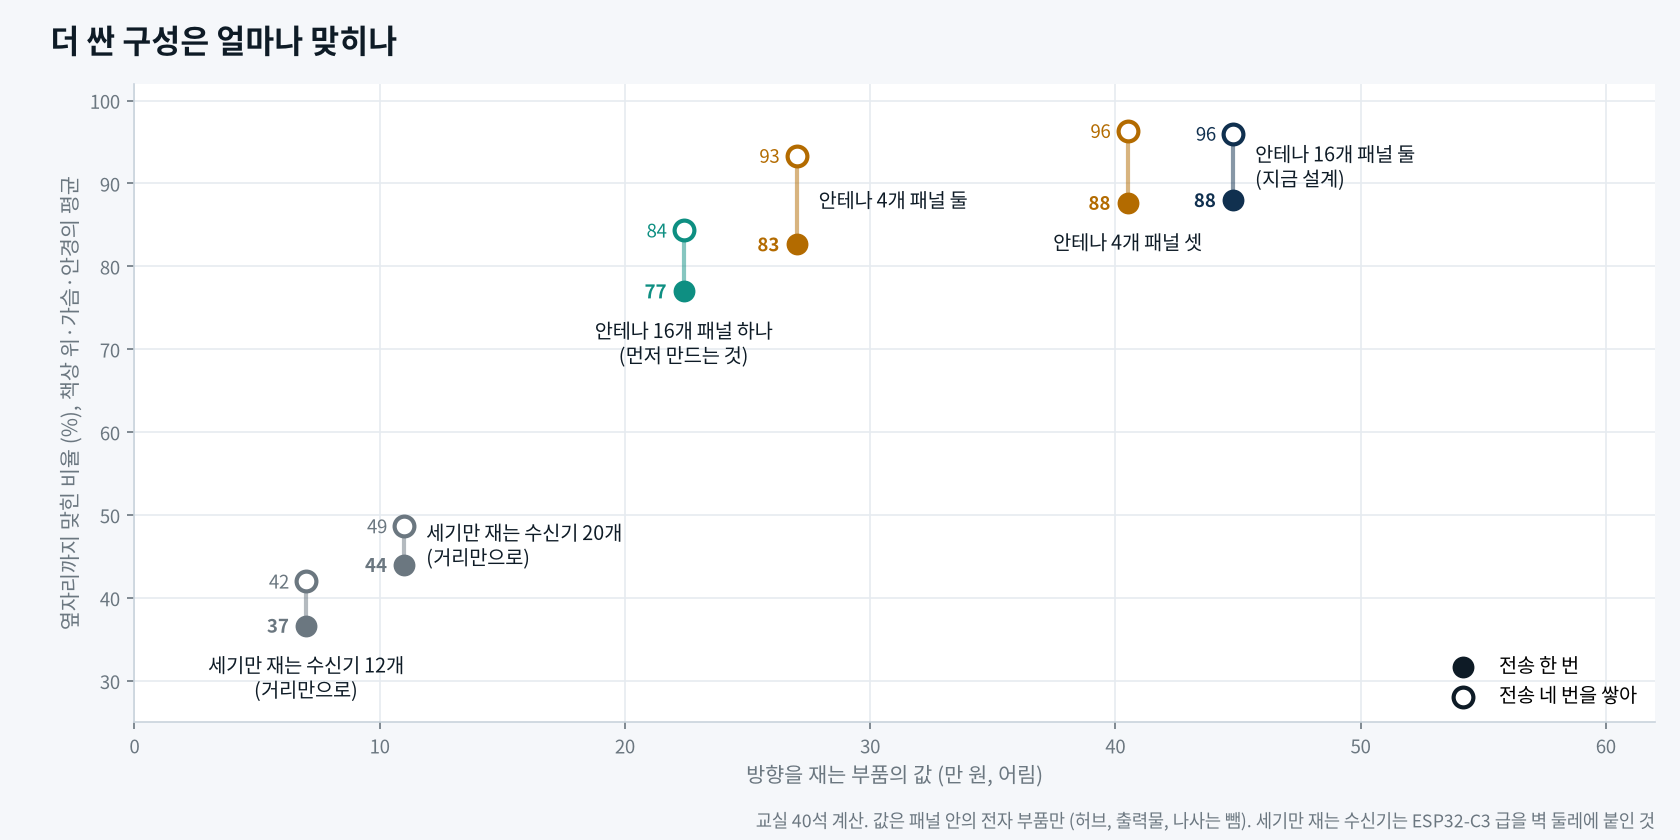 더 싼 구성은 얼마나 맞히나
옆자리까지 맞힌 비율 (%), 책상 위·가슴·안경의 평균
100
90
80
70
60
50
40
30
96
88
안테나 4개 패널 셋
96
88
안테나 16개 패널 둘
(지금 설계)
93
83
안테나 4개 패널 둘
84
77
안테나 16개 패널 하나
(먼저 만드는 것)
49
44
세기만 재는 수신기 20개
(거리만으로)
42
37
세기만 재는 수신기 12개
(거리만으로)
전송 한 번
전송 네 번을 쌓아
0 10 20 30 40 50 60
방향을 재는 부품의 값 (만 원, 어림)
교실 40석 계산. 값은 패널 안의 전자 부품만 (허브, 출력물, 나사는 뺌). 세기만 재는 수신기는 ESP32-C3 급을 벽 둘레에 붙인 것